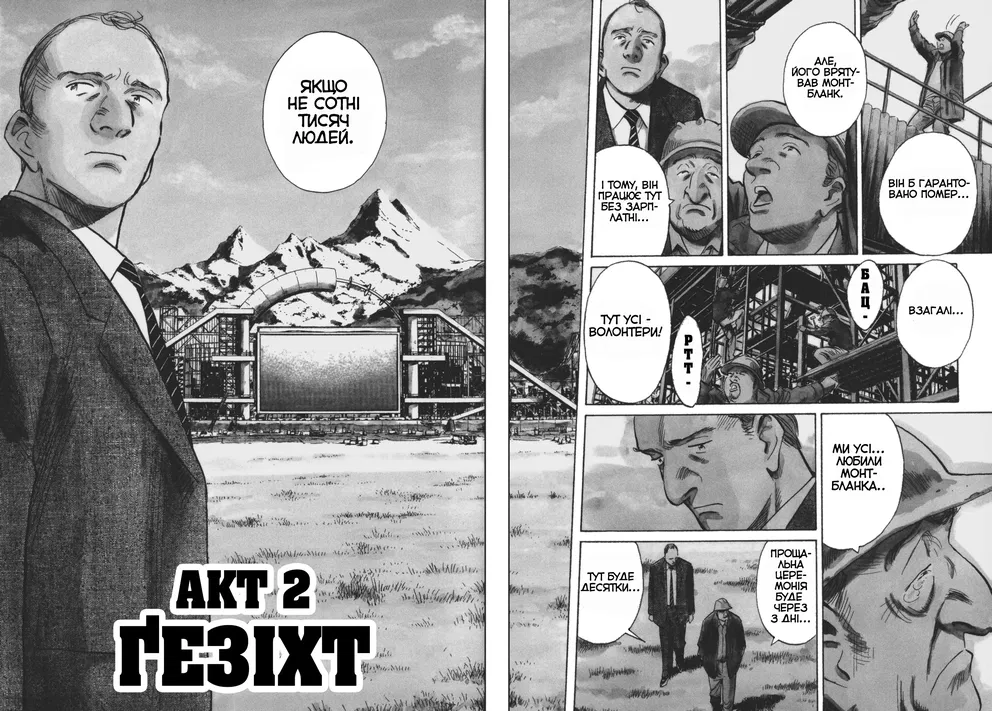 ВІН Б ГАРАНТО-
ВАНО ПОМЕР...
АЛЕ,
ЙОГО ВРЯТУ-
ВАВ МОНТ-
БЛАНК.
І ТОМУ, ВІН
ПРАЦЮЄ ТУТ
БЕЗ ЗАРП-
ЛАТНІ...
ВЗАГАЛІ...
БАЦ-
РТТ-
ТУТ УСІ -
ВОЛОНТЕРИ!
МИ УСІ...
ЛЮБИЛИ
МОНТ-
БЛАНКА..
ПРОЩА-
ЛЬНА
ЦЕРЕ-
МОНІЯ
БУДЕ
ЧЕРЕЗ
3 ДНІ...
ТУТ БУДЕ
ДЕСЯТКИ...
ЯКЩО
НЕ СОТНІ
ТИСЯЧ
ЛЮДЕЙ.
АКТ 2
ҐЕЗІХТ